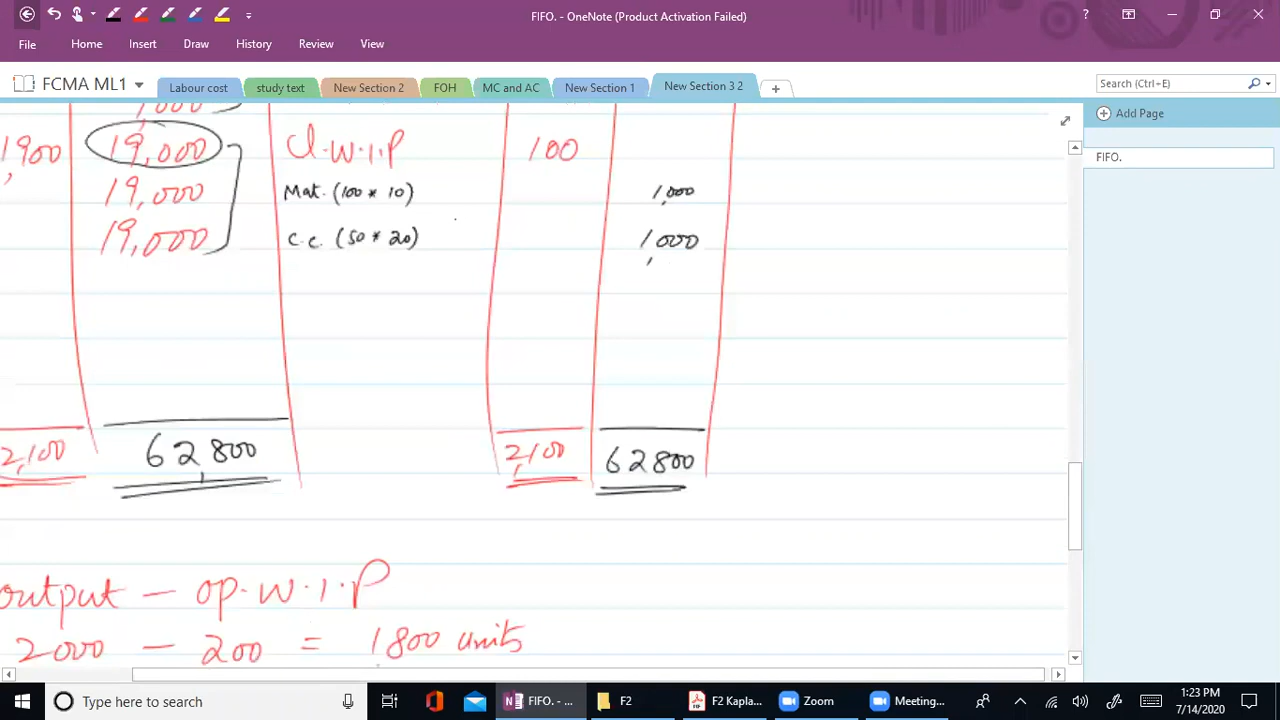 FIFO. - OneNote (Product Activation Failed)
File Home Insert Draw History Review View
FCMA ML1 Labour cost study text New Section 2 FOH MC and AC New Section 1 New Section 3 2
Search (Ctrl+E)
Add Page
FIFO.
1,000
1,900 19,000 Cl.W.I.P 100
19,000 Mat. (100 * 10) 1,000
19,000 C.C. (50 * 20) 1,000
2,100 62,800 2,100 62800
output - op.W.I.P
2000 - 200 = 1800 units
Type here to search
FIFO. - ...
F2
F2 Kapla...
Zoom
Meeting...
1:23 PM
7/14/2020